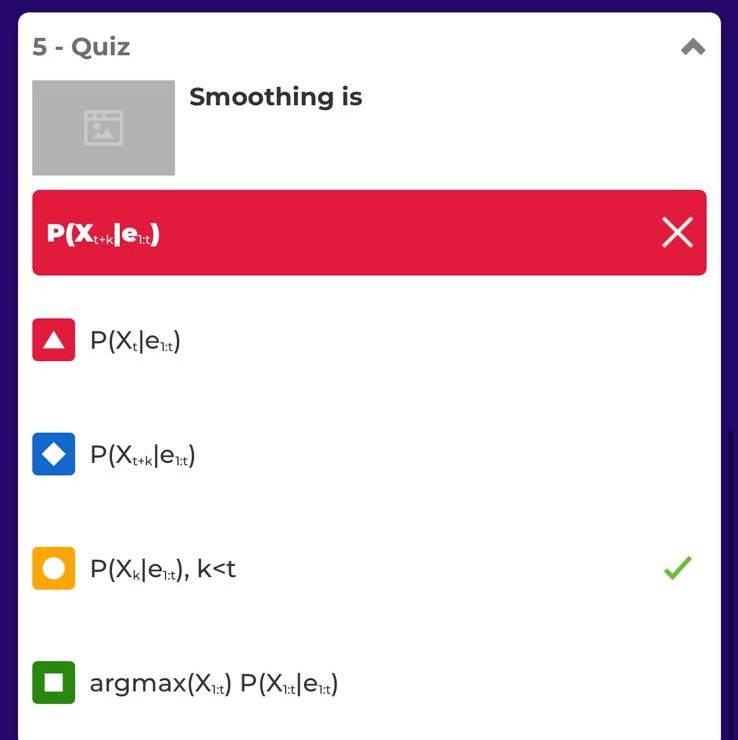 5 - Quiz
Smoothing is
P(Xₜ₊ₖ|e₁:ₜ)
P(Xₜ|e₁:ₜ)
P(Xₜ₊ₖ|e₁:ₜ)
P(Xₖ|e₁:ₜ), k<t
argmax(X₁:ₜ) P(X₁:ₜ|e₁:ₜ)